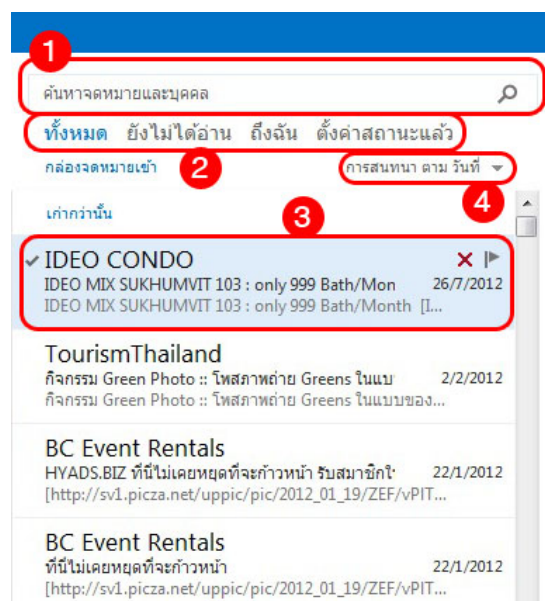 1
ค้นหาจดหมายและบุคคล
ทั้งหมด ยังไม่ได้อ่าน ถึงฉัน ตั้งค่าสถานะแล้ว
กล่องจดหมายเข้า 2 การสนทนา ตาม วันที่
4
เก่ากว่านั้น 3
IDEO CONDO
IDEO MIX SUKHUMVIT 103 : only 999 Bath/Mon 26/7/2012
IDEO MIX SUKHUMVIT 103 : only 999 Bath/Month [I...
TourismThailand
กิจกรรม Green Photo :: โพสภาพถ่าย Greens ในแบบ 2/2/2012
กิจกรรม Green Photo :: โพสภาพถ่าย Greens ในแบบของ...
BC Event Rentals
HYADS.BIZ ที่นี่ไม่เคยหยุดที่จะก้าวหน้า รับสมาชิกใ 22/1/2012
[http://sv1.picza.net/uppic/pic/2012_01_19/ZEF/vPIT...
BC Event Rentals
ที่นี่ไม่เคยหยุดที่จะก้าวหน้า 22/1/2012
[http://sv1.picza.net/uppic/pic/2012_01_19/ZEF/vPIT...